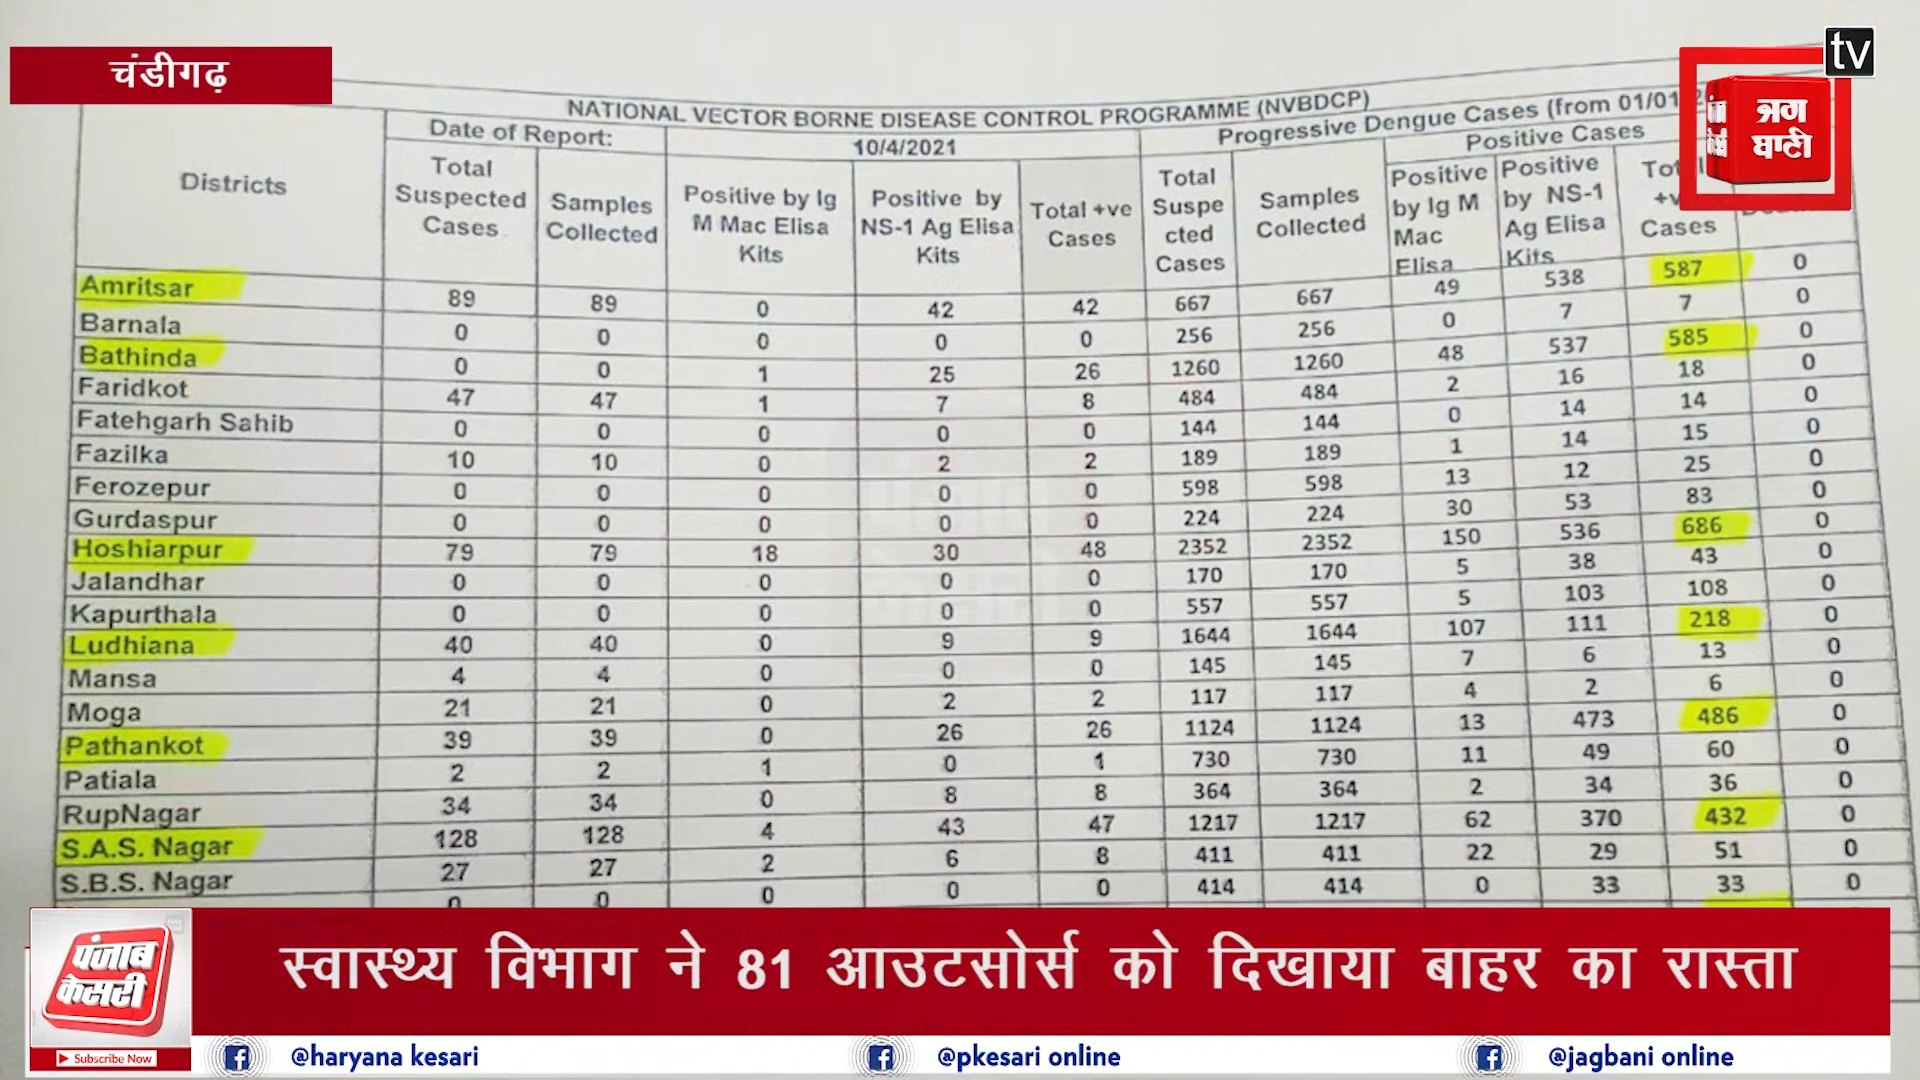 चंडीगढ़
tv
ਜਗ
ਬਾਣੀ
NATIONAL VECTOR BORNE DISEASE CONTROL PROGRAMME (NVBDCP)
Date of Report: 10/4/2021 Progressive Dengue Cases (from 01/01
Positive Cases
Districts
Total
Suspected
Cases
Samples
Collected
Positive by Ig
M Mac Elisa
Kits
Positive by
NS-1 Ag Elisa
Kits
Total +ve
Cases
Total
Suspe
cted
Cases
Samples
Collected
Positive
by Ig M
Mac
Elisa
Positive
by NS-1
Ag Elisa
Kits
Cases
Amritsar 89 89 0 42 42 667 667 49 538 587 0
Barnala 0 0 0 0 0 256 256 0 7 7 0
Bathinda 0 0 1 25 26 1260 1260 48 537 585 0
Faridkot 47 47 1 7 8 484 484 2 16 18 0
Fatehgarh Sahib 0 0 0 0 0 144 144 0 14 14 0
Fazilka 10 10 0 2 2 189 189 1 14 15 0
Ferozepur 0 0 0 0 0 598 598 13 12 25 0
Gurdaspur 0 0 0 0 0 224 224 30 53 83 0
Hoshiarpur 79 79 18 30 48 2352 2352 150 536 686 0
Jalandhar 0 0 0 0 0 170 170 5 38 43 0
Kapurthala 0 0 0 0 0 557 557 5 103 108 0
Ludhiana 40 40 0 9 9 1644 1644 107 111 218 0
Mansa 4 4 0 0 0 145 145 7 6 13 0
Moga 21 21 0 2 2 117 117 4 2 6 0
Pathankot 39 39 0 26 26 1124 1124 13 473 486 0
Patiala 2 2 1 0 1 730 730 11 49 60 0
RupNagar 34 34 0 8 8 364 364 2 34 36 0
S.A.S. Nagar 128 128 4 43 47 1217 1217 62 370 432 0
S.B.S. Nagar 27 27 2 6 8 411 411 22 29 51 0
0 0 0 0 0 414 414 0 33 33 0
पंजाब
केसरी
Subscribe Now
स्वास्थ्य विभाग ने 81 आउटसोर्स को दिखाया बाहर का रास्ता
@haryana kesari @pkesari online @jagbani online